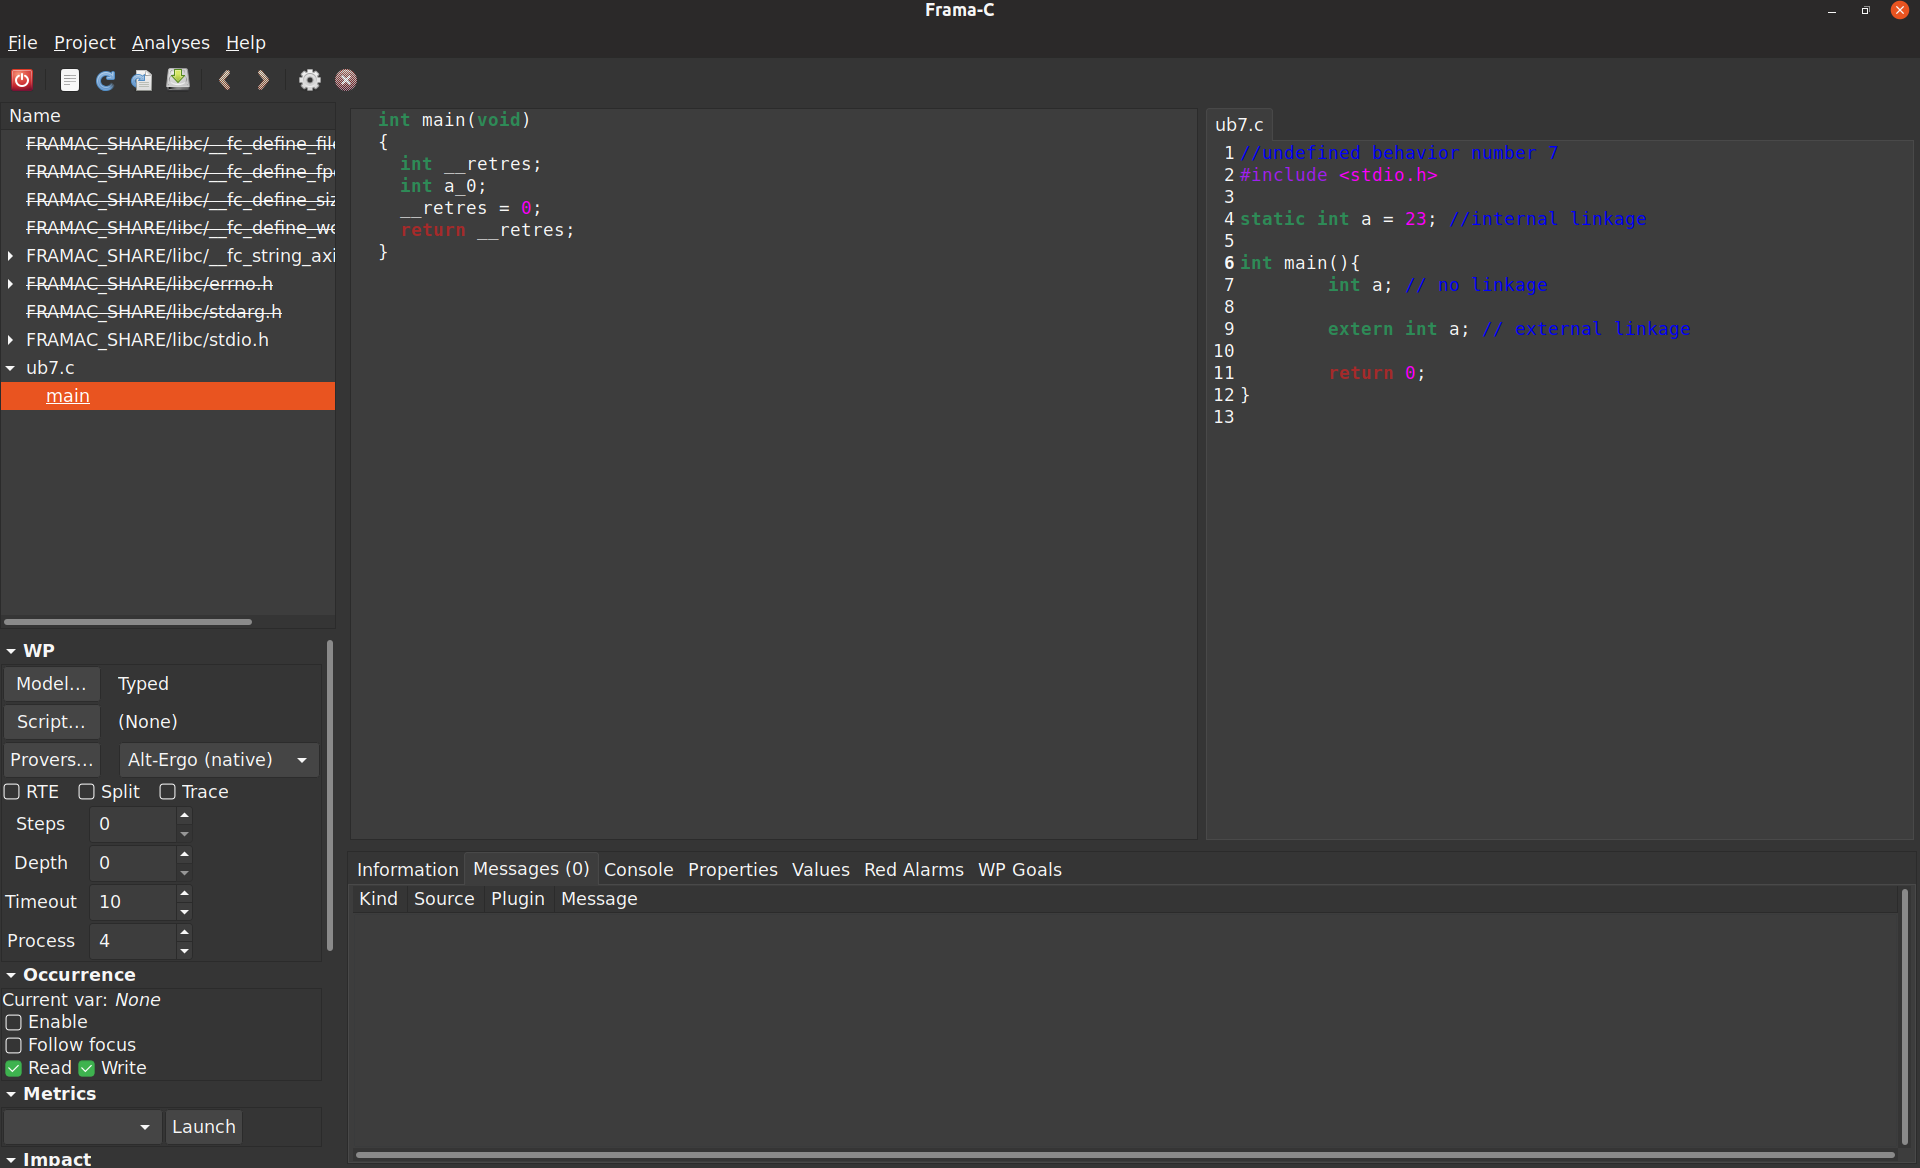 Frama-C
File Project Analyses Help
Name
FRAMAC_SHARE/libc/__fc_define_file
FRAMAC_SHARE/libc/__fc_define_fp
FRAMAC_SHARE/libc/__fc_define_siz
FRAMAC_SHARE/libc/__fc_define_wc
FRAMAC_SHARE/libc/__fc_string_axi
FRAMAC_SHARE/libc/errno.h
FRAMAC_SHARE/libc/stdarg.h
FRAMAC_SHARE/libc/stdio.h
ub7.c
main
int main(void)
{
int __retres;
int a_0;
__retres = 0;
return __retres;
}
ub7.c
1 //undefined behavior number 7
2 #include <stdio.h>
3
4 static int a = 23; //internal linkage
5
6 int main(){
7 int a; // no linkage
8
9 extern int a; // external linkage
10
11 return 0;
12 }
13
WP
Model... Typed
Script... (None)
Provers... Alt-Ergo (native)
RTE Split Trace
Steps 0
Depth 0
Timeout 10
Process 4
Occurrence
Current var: None
Enable
Follow focus
Read Write
Metrics
Launch
Impact
Information Messages (0) Console Properties Values Red Alarms WP Goals
Kind Source Plugin Message